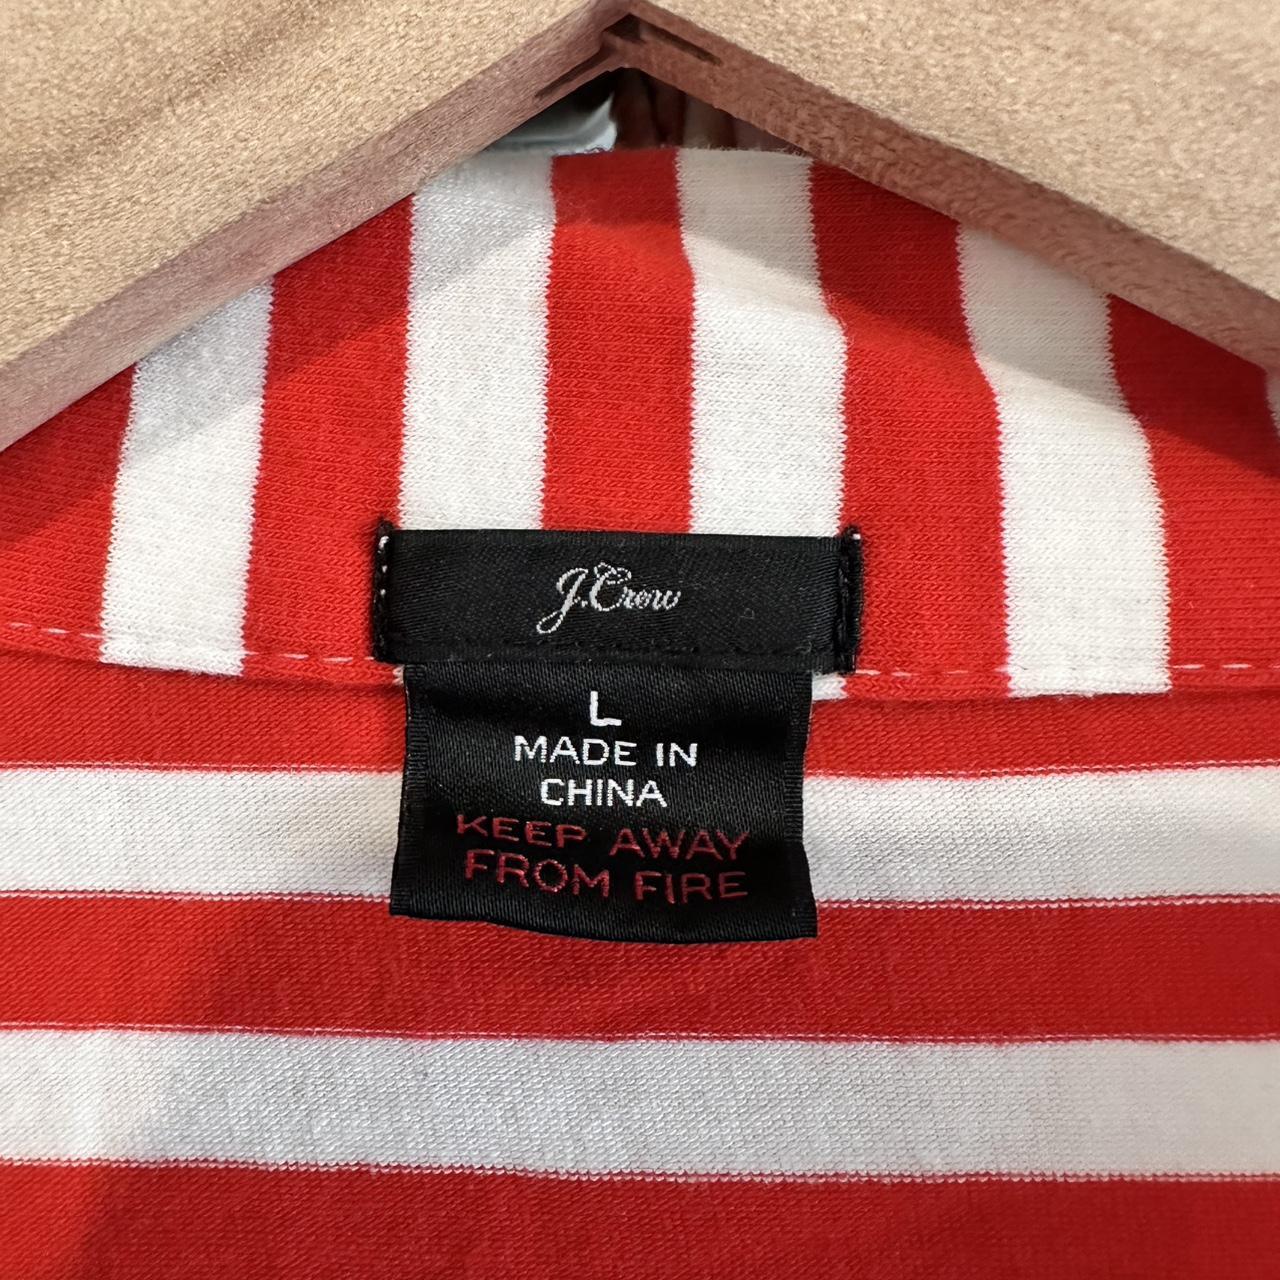 J.Crew
L
MADE IN
CHINA
KEEP AWAY
FROM FIRE